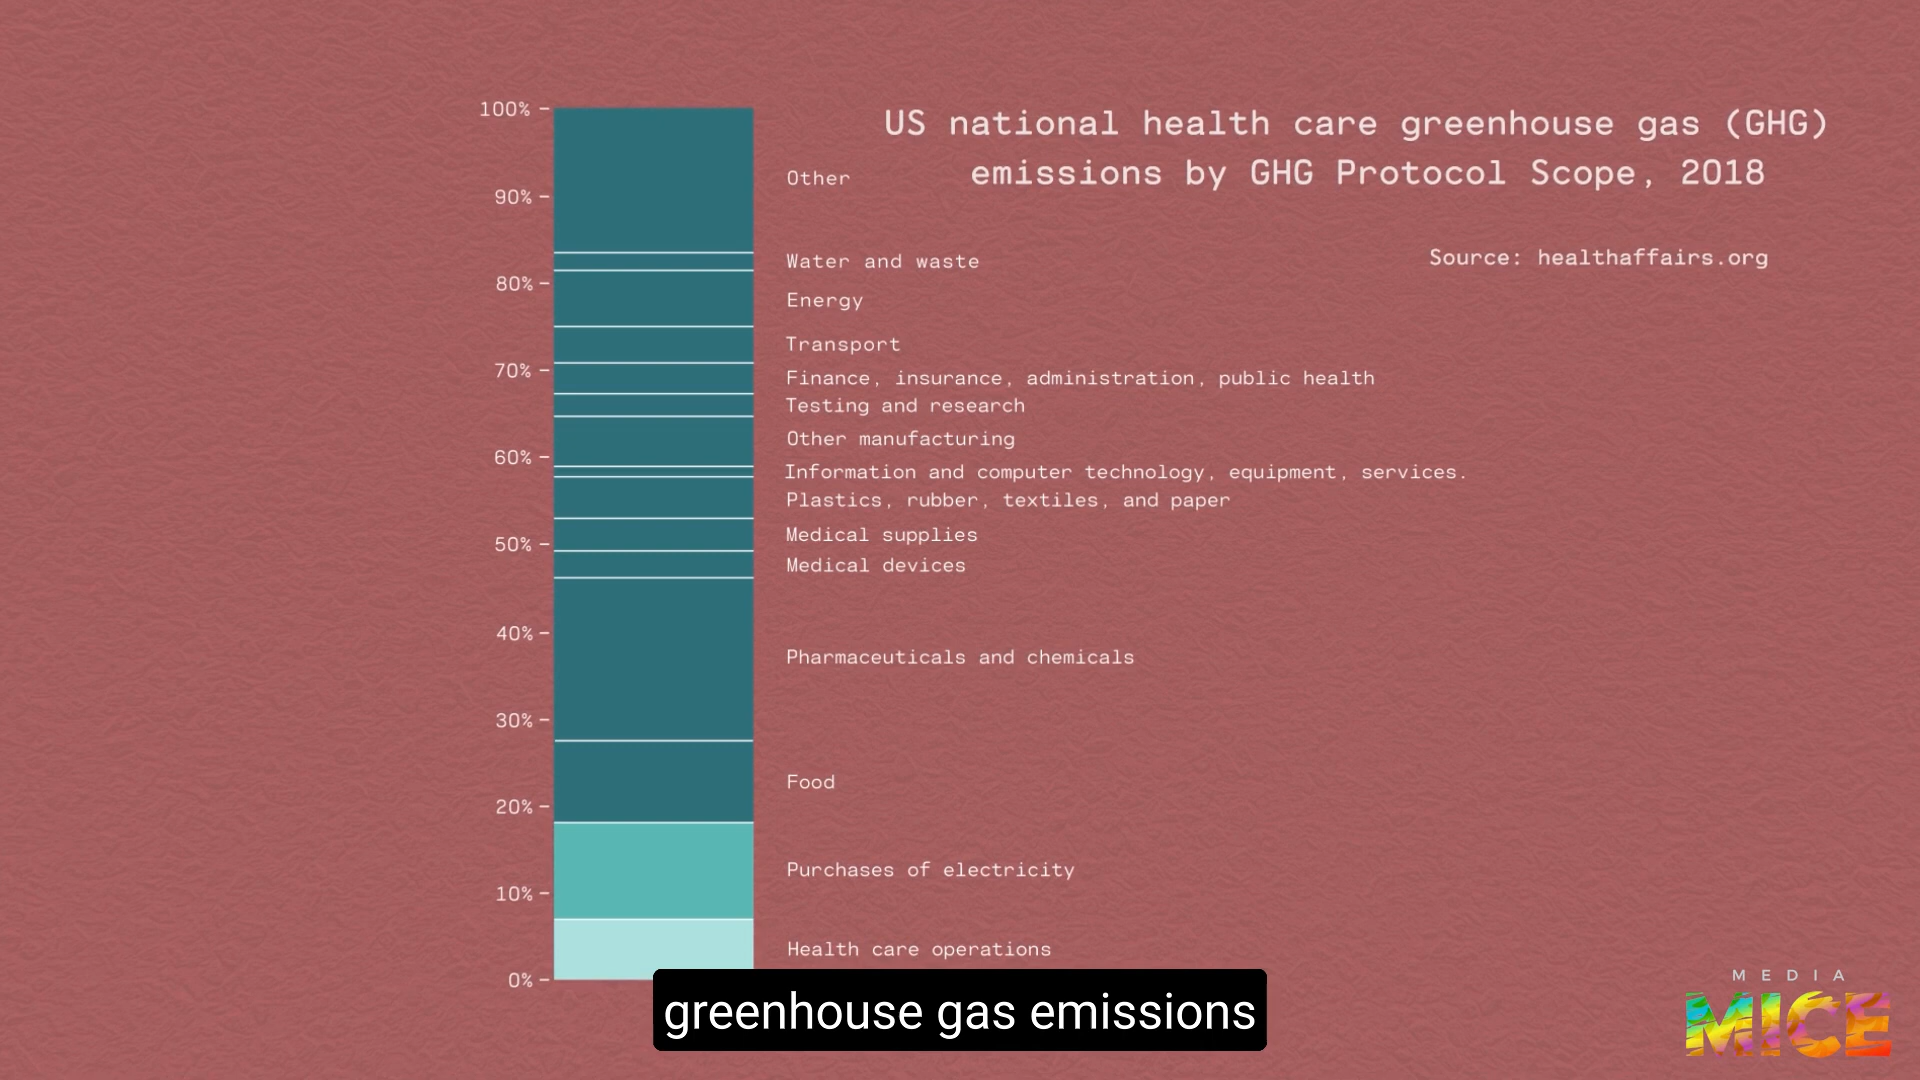 US national health care greenhouse gas (GHG)
emissions by GHG Protocol Scope, 2018
Source: healthaffairs.org
100%
90%
80%
70%
60%
50%
40%
30%
20%
10%
0%
Other
Water and waste
Energy
Transport
Finance, insurance, administration, public health
Testing and research
Other manufacturing
Information and computer technology, equipment, services.
Plastics, rubber, textiles, and paper
Medical supplies
Medical devices
Pharmaceuticals and chemicals
Food
Purchases of electricity
Health care operations
greenhouse gas emissions
MEDIA
MICE